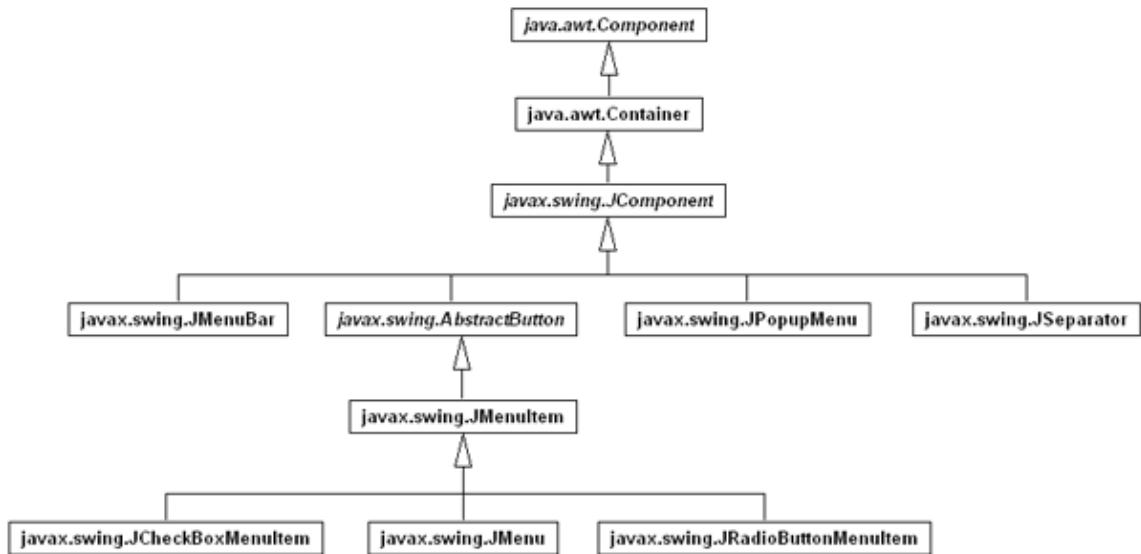 java.awt.Component
java.awt.Container
javax.swing.JComponent
javax.swing.JMenuBar
javax.swing.AbstractButton
javax.swing.JPopupMenu
javax.swing.JSeparator
javax.swing.JMenuItem
javax.swing.JCheckBoxMenuItem
javax.swing.JMenu
javax.swing.JRadioButtonMenuItem